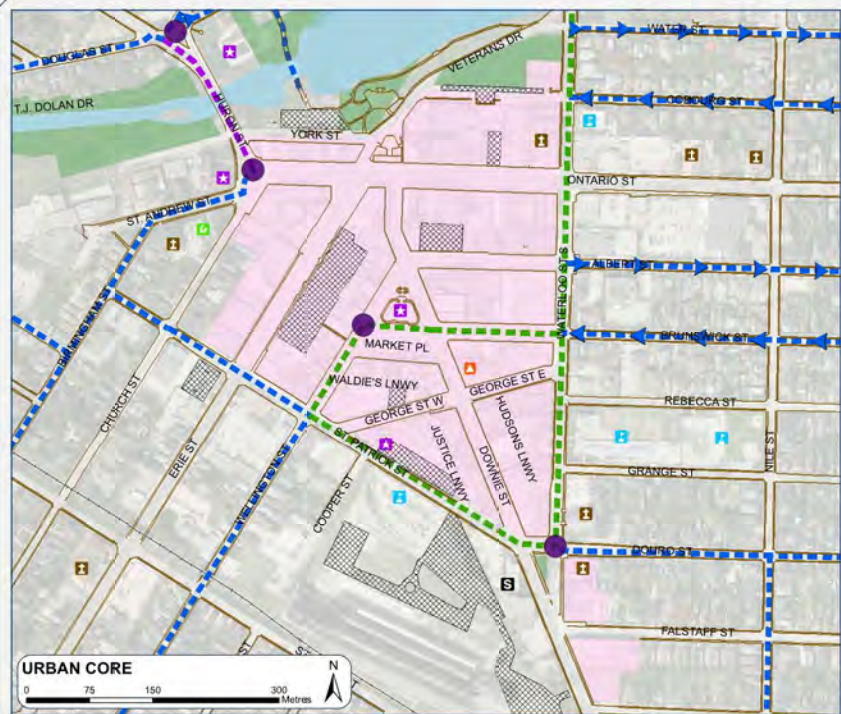 WATER ST
DOUGLAS ST
VETERANS DR
T.J. DOLAN DR
COBOURG ST
HURON ST
YORK ST
ONTARIO ST
ST. ANDREW ST
WATERLOO ST S
ALBERT ST
BIRMINGHAM ST
BRUNSWICK ST
MARKET PL
WALDIE'S LNWY
GEORGE ST E
CHURCH ST
GEORGE ST W
REBECCA ST
HUDSONS LNWY
ERIE ST
ST. PATRICK ST
JUSTICE LNWY
DOWNIE ST
NILE ST
WELLINGTON ST
COOPER ST
GRANGE ST
DOURO ST
S
FALSTAFF ST
URBAN CORE
N
0 75 150 300
Metres